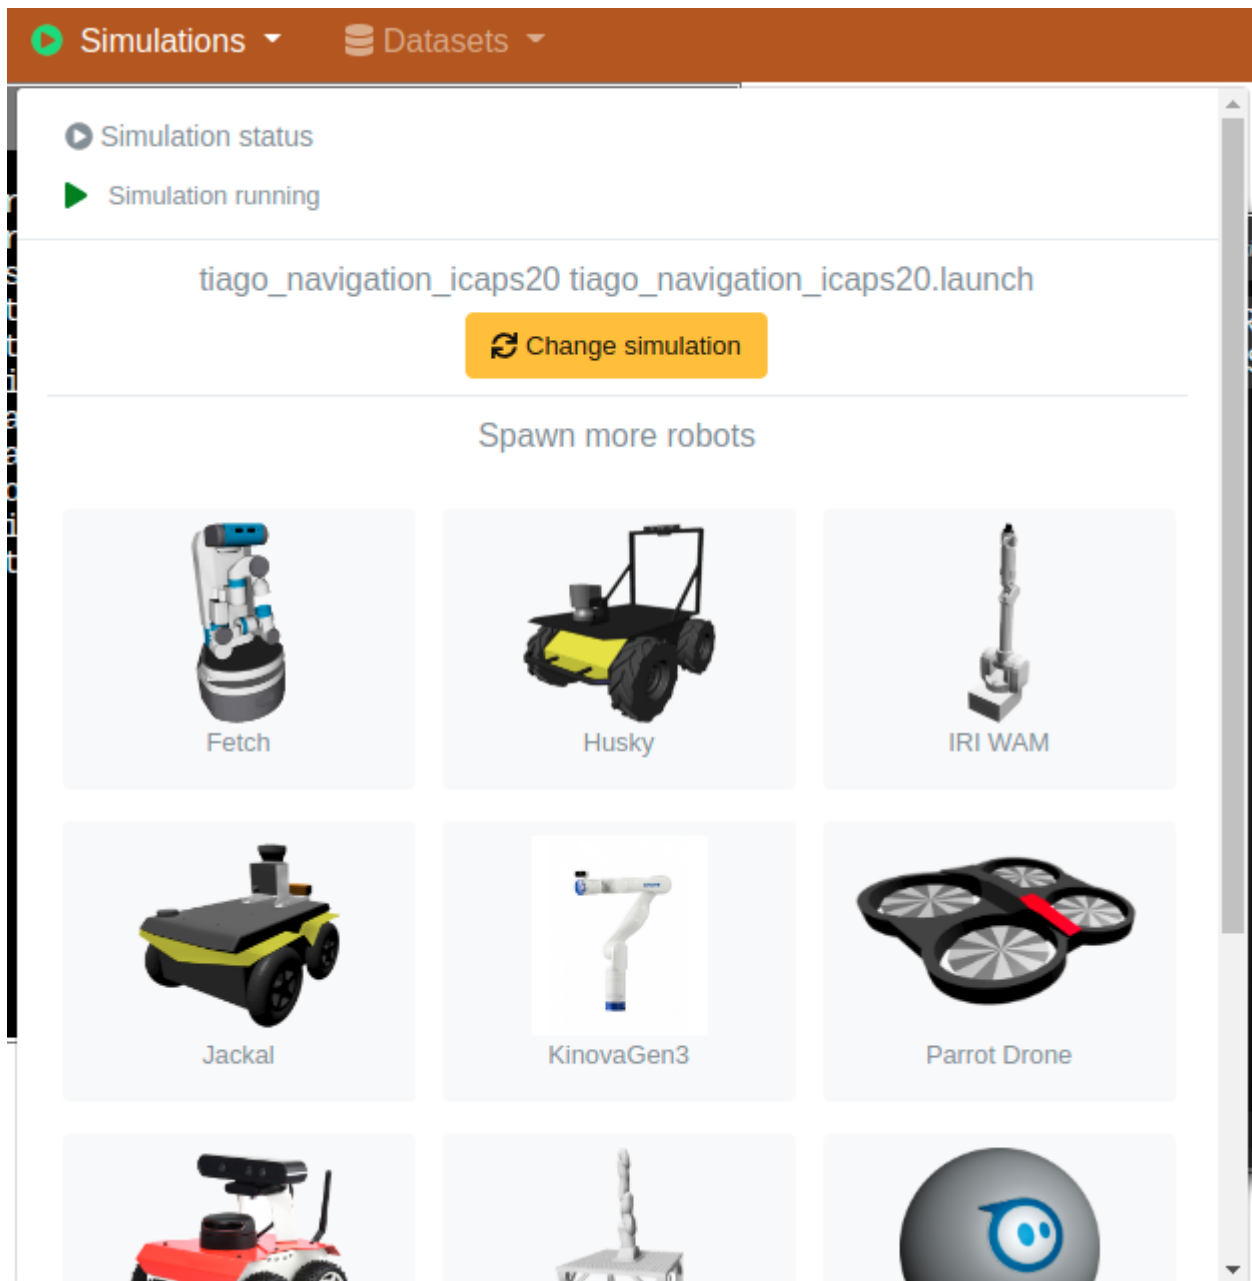 Simulations
Datasets
Simulation status
Simulation running
tiago_navigation_icaps20 tiago_navigation_icaps20.launch
Change simulation
Spawn more robots
Fetch
Husky
IRI WAM
Jackal
KinovaGen3
Parrot Drone